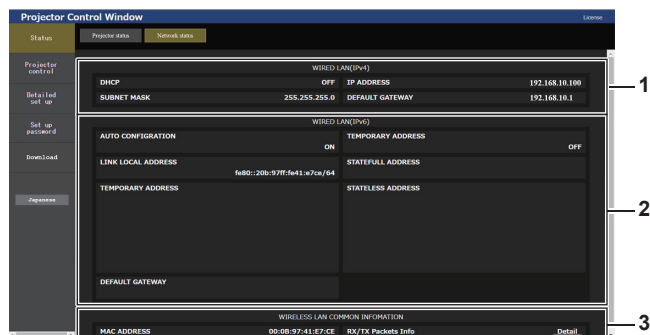 Projector Control Window
License
Status
Projector status
Network status
Projector
control
Detailed
set up
Set up
password
Download
Japanese
WIRED LAN(IPv4)
DHCP OFF IP ADDRESS 192.168.10.100
SUBNET MASK 255.255.255.0 DEFAULT GATEWAY 192.168.10.1
1
WIRED LAN(IPv6)
AUTO CONFIGRATION TEMPORARY ADDRESS
ON OFF
LINK LOCAL ADDRESS STATEFULL ADDRESS
fe80::20b:97ff:fe41:e7ce/64
TEMPORARY ADDRESS STATELESS ADDRESS
2
DEFAULT GATEWAY
WIRELESS LAN COMMON INFOMATION
3
MAC ADDRESS 00:0B:97:41:E7:CE RX/TX Packets Info Detail